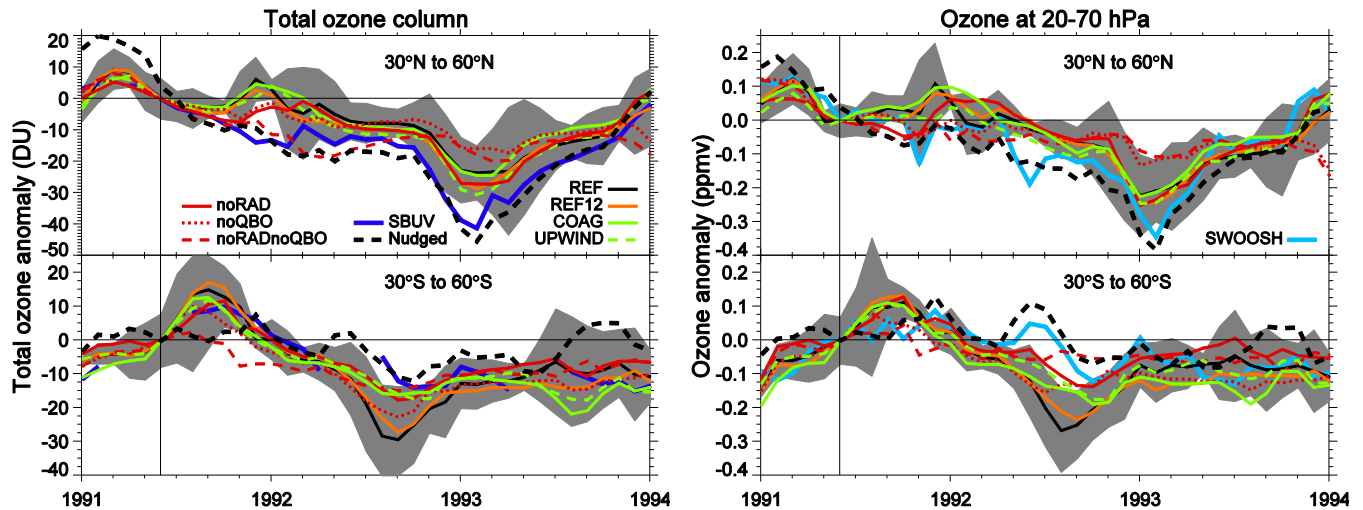 Total ozone column
Ozone at 20-70 hPa
Total ozone anomaly (DU)
20
10
0
-10
-20
-30
-40
-50
30°N to 60°N
noRAD
noQBO
noRADnoQBO
SBUV
Nudged
REF
REF12
COAG
UPWIND
20
10
0
-10
-20
-30
-40
30°S to 60°S
1991
1992
1993
1994
Ozone anomaly (ppmv)
0.2
0.1
0.0
-0.1
-0.2
-0.3
-0.4
30°N to 60°N
SWOOSH
0.2
0.1
0.0
-0.1
-0.2
-0.3
-0.4
30°S to 60°S
1991
1992
1993
1994